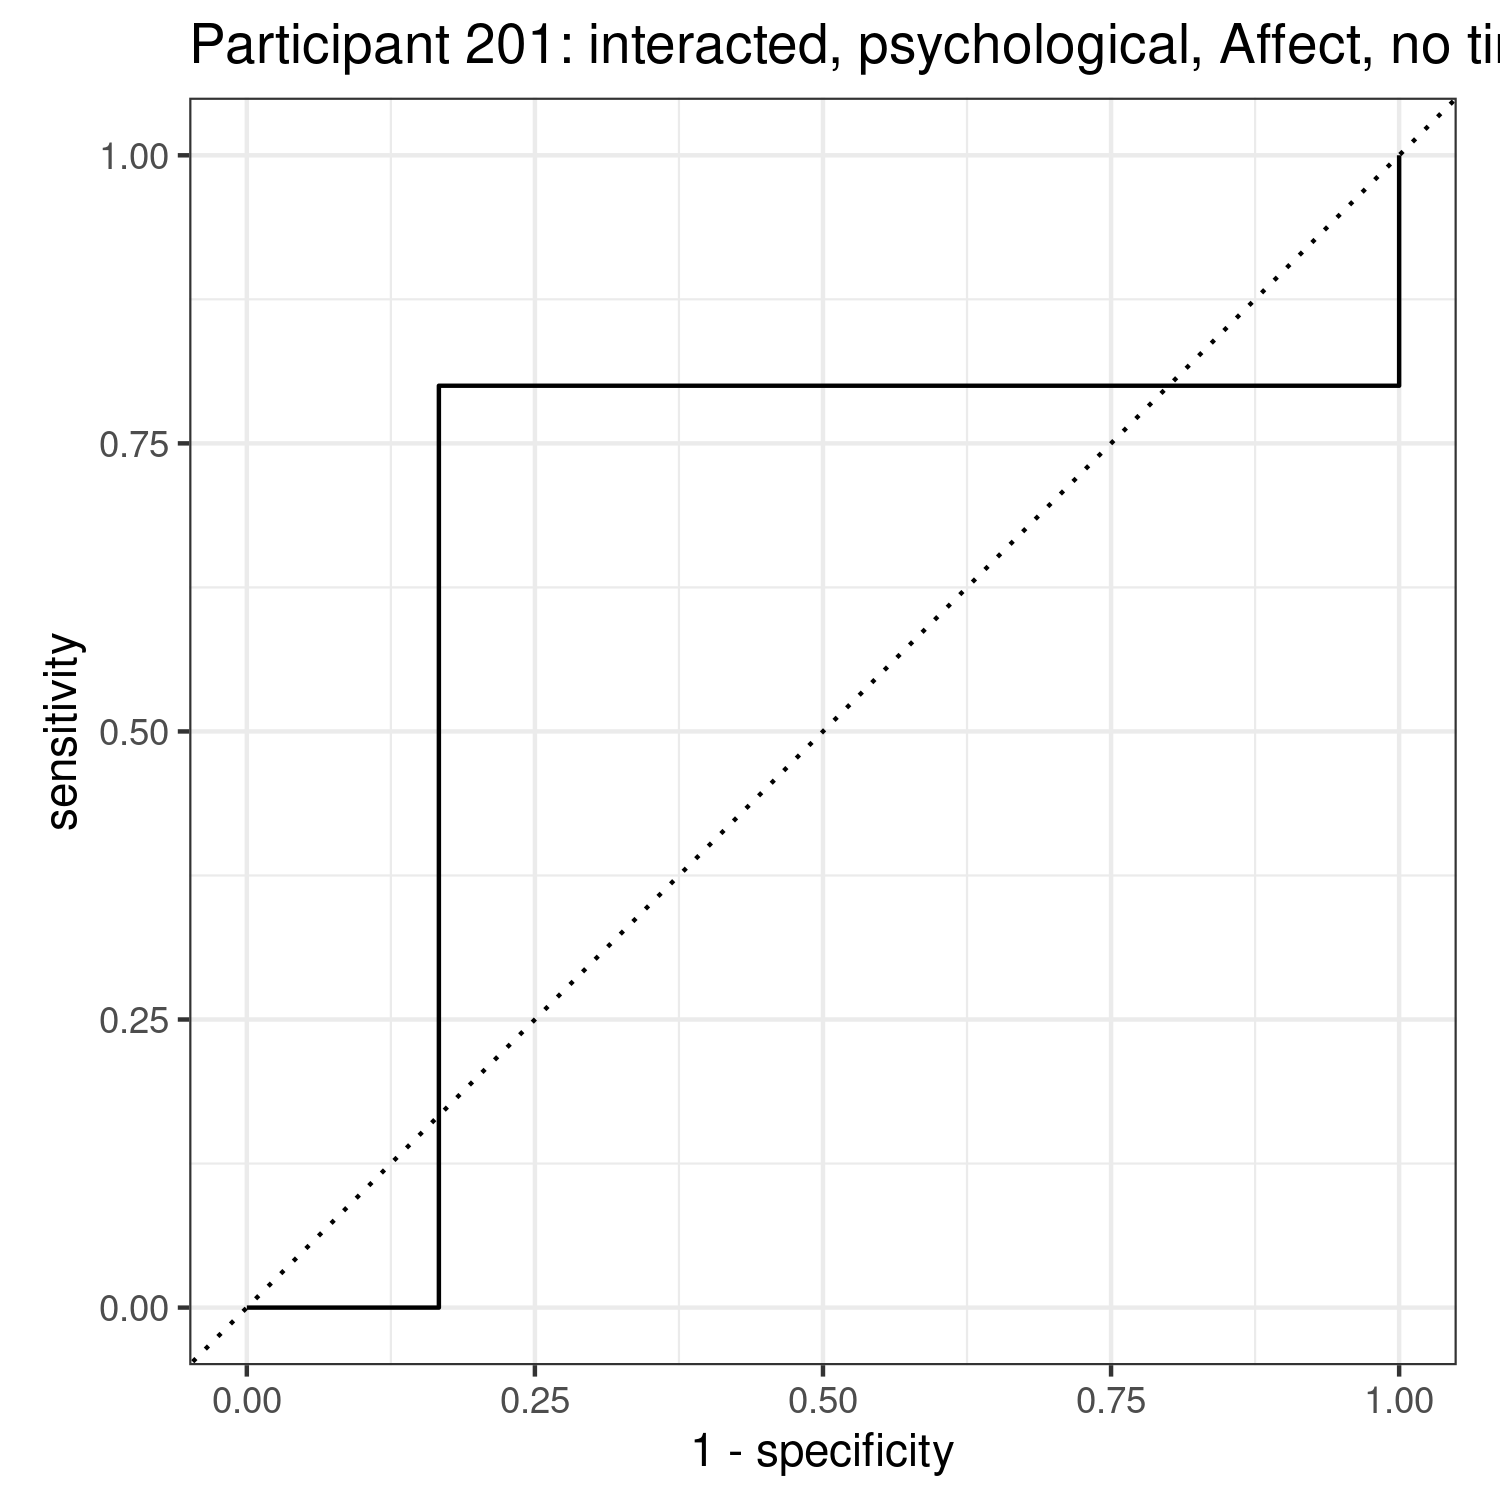 Participant 201: interacted, psychological, Affect, no
1.00
0.75
0.50
0.25
0.00
sensitivity
0.00 0.25 0.50 0.75 1.00
1 - specificity